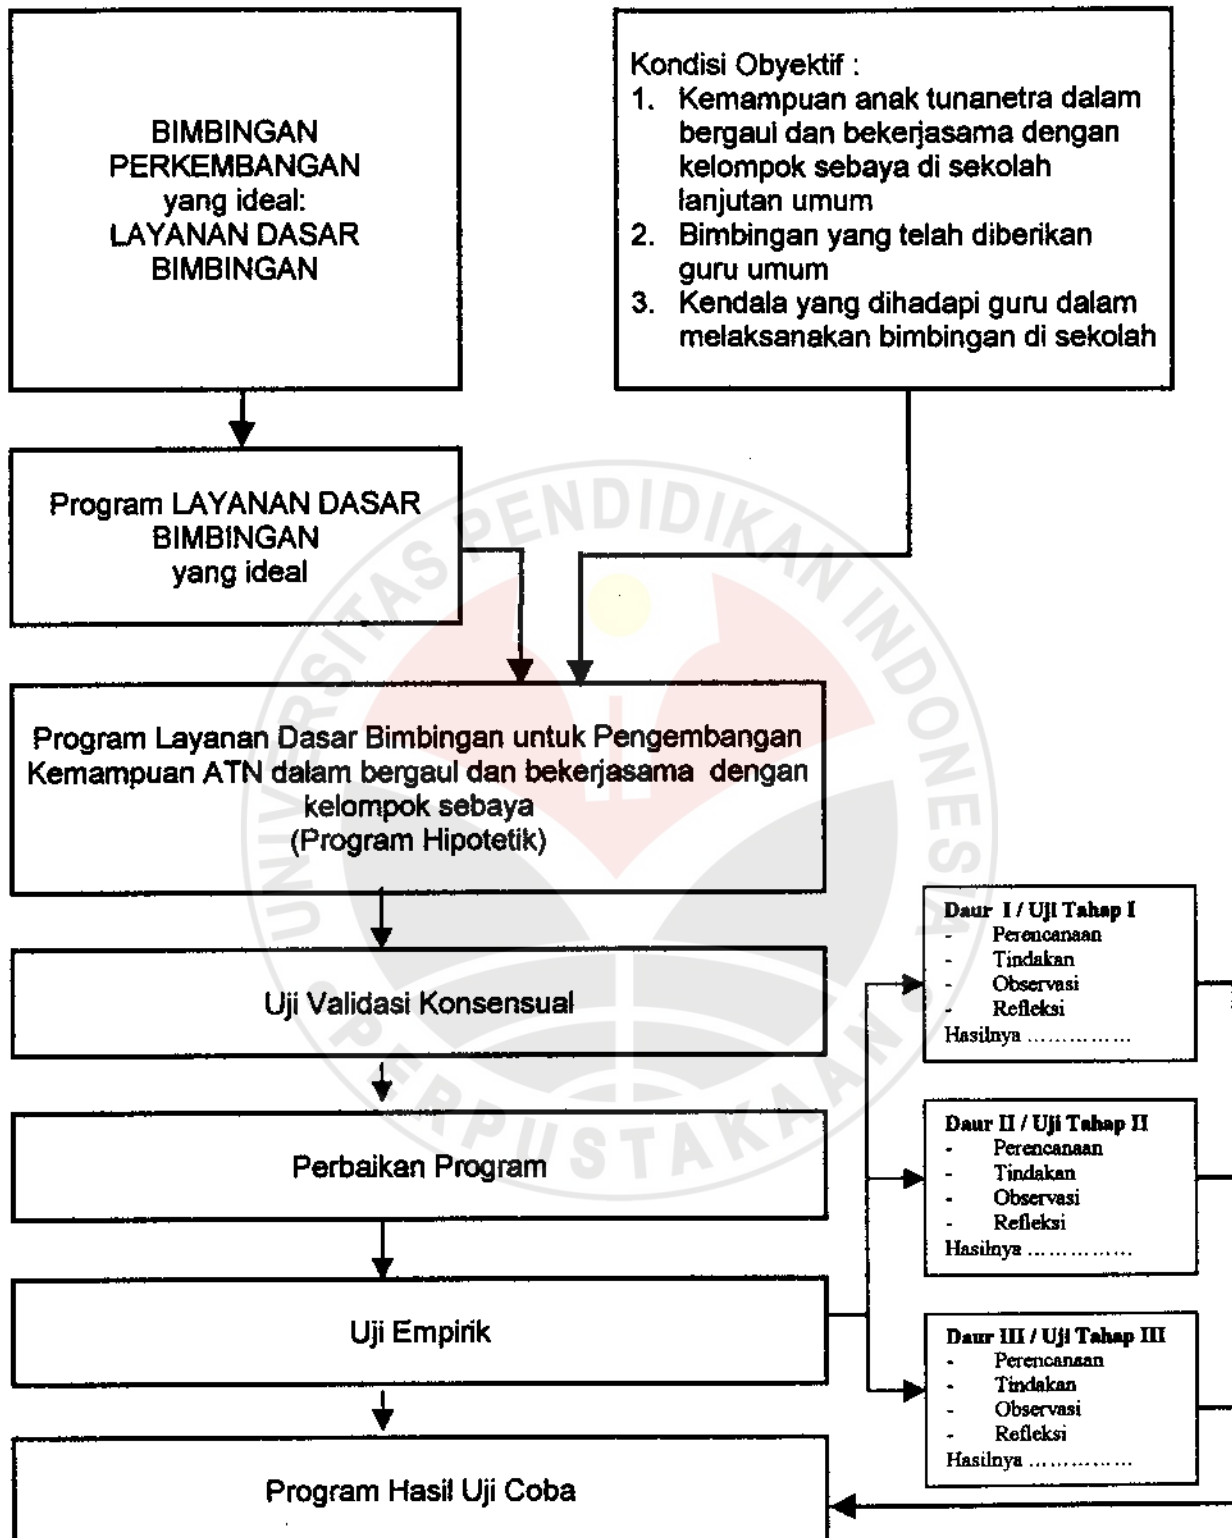 BIMBINGAN
PERKEMBANGAN
yang ideal:
LAYANAN DASAR
BIMBINGAN
Kondisi Obyektif :
1. Kemampuan anak tunanetra dalam
bergaul dan bekerjasama dengan
kelompok sebaya di sekolah
lanjutan umum
2. Bimbingan yang telah diberikan
guru umum
3. Kendala yang dihadapi guru dalam
melaksanakan bimbingan di sekolah
Program LAYANAN DASAR
BIMBINGAN
yang ideal
UNIVERSITAS PENDIDIKAN INDONESIA
PERPUSTAKAAN
Program Layanan Dasar Bimbingan untuk Pengembangan
Kemampuan ATN dalam bergaul dan bekerjasama dengan
kelompok sebaya
(Program Hipotetik)
Uji Validasi Konsensual
Perbaikan Program
Uji Empirik
Program Hasil Uji Coba
Daur I / Uji Tahap I
- Perencanaan
- Tindakan
- Observasi
- Refleksi
Hasilnya ...............
Daur II / Uji Tahap II
- Perencanaan
- Tindakan
- Observasi
- Refleksi
Hasilnya ...............
Daur III / Uji Tahap III
- Perencanaan
- Tindakan
- Observasi
- Refleksi
Hasilnya ...............